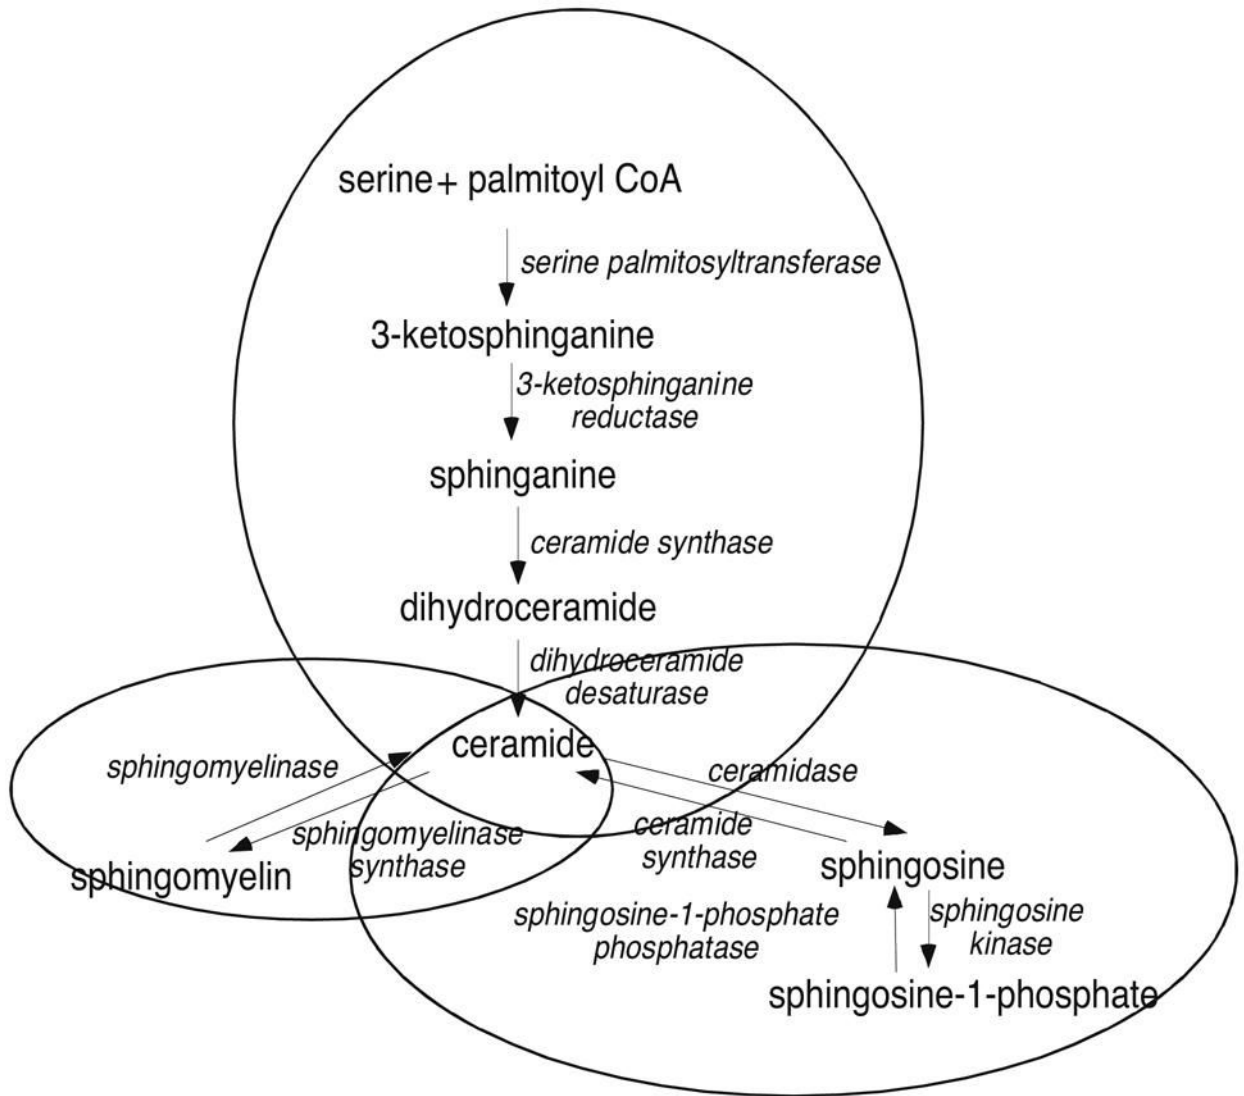 serine+ palmitoyl CoA
serine palmitosyltransferase
3-ketosphinganine
3-ketosphinganine
reductase
sphinganine
ceramide synthase
dihydroceramide
dihydroceramide
desaturase
ceramide
sphingomyelinase
ceramidase
sphingomyelinase
synthase
ceramide
synthase
sphingomyelin
sphingosine
sphingosine-1-phosphate
phosphatase
sphingosine
kinase
sphingosine-1-phosphate